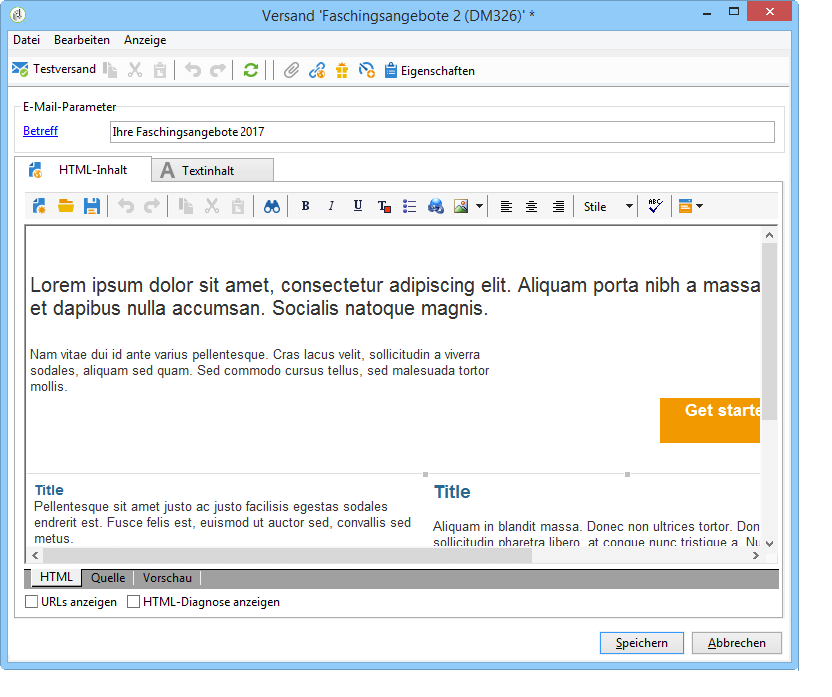 Versand 'Faschingsangebote 2 (DM326)' *
Datei Bearbeiten Anzeige
Testversand Eigenschaften
E-Mail-Parameter
Betreff Ihre Faschingsangebote 2017
HTML-Inhalt A Textinhalt
B I U T Stile ABC
Lorem ipsum dolor sit amet, consectetur adipiscing elit. Aliquam porta nibh a massa
et dapibus nulla accumsan. Socialis natoque magnis.
Nam vitae dui id ante varius pellentesque. Cras lacus velit, sollicitudin a viverra
sodales, aliquam sed quam. Sed commodo cursus tellus, sed malesuada tortor
mollis.
Get starte
Title
Pellentesque sit amet justo ac justo facilisis egestas sodales
endrerit est. Fusce felis est, euismod ut auctor sed, convallis sed
metus.
Title
Aliquam in blandit massa. Donec non ultrices tortor. Don
sollicitudin pharetra libero, at congue nunc tristique a. Nu
HTML Quelle Vorschau
URLs anzeigen HTML-Diagnose anzeigen
Speichern Abbrechen